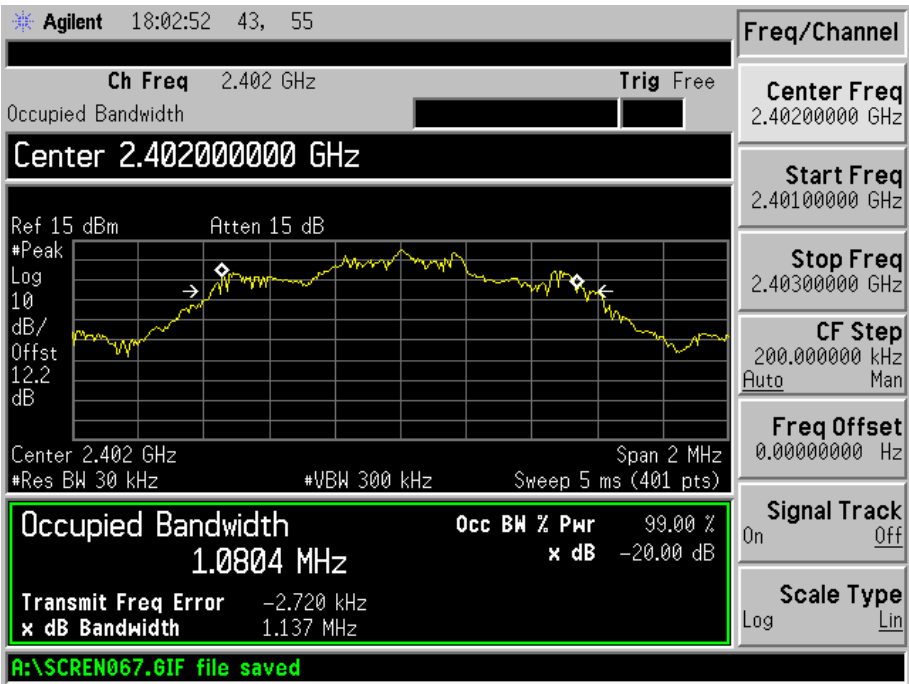 Agilent 18:02:52 43, 55
Ch Freq 2.402 GHz Trig Free
Occupied Bandwidth
Center 2.402000000 GHz
Ref 15 dBm Atten 15 dB
#Peak
Log
10
dB/
Offst
12.2
dB
Center 2.402 GHz Span 2 MHz
#Res BW 30 kHz #VBW 300 kHz Sweep 5 ms (401 pts)
Occupied Bandwidth Occ BW % Pwr 99.00 %
1.0804 MHz x dB -20.00 dB
Transmit Freq Error -2.720 kHz
x dB Bandwidth 1.137 MHz
A:\SCREN067.GIF file saved
Freq/Channel
Center Freq
2.40200000 GHz
Start Freq
2.40100000 GHz
Stop Freq
2.40300000 GHz
CF Step
200.000000 kHz
Auto Man
Freq Offset
0.00000000 Hz
Signal Track
On Off
Scale Type
Log Lin